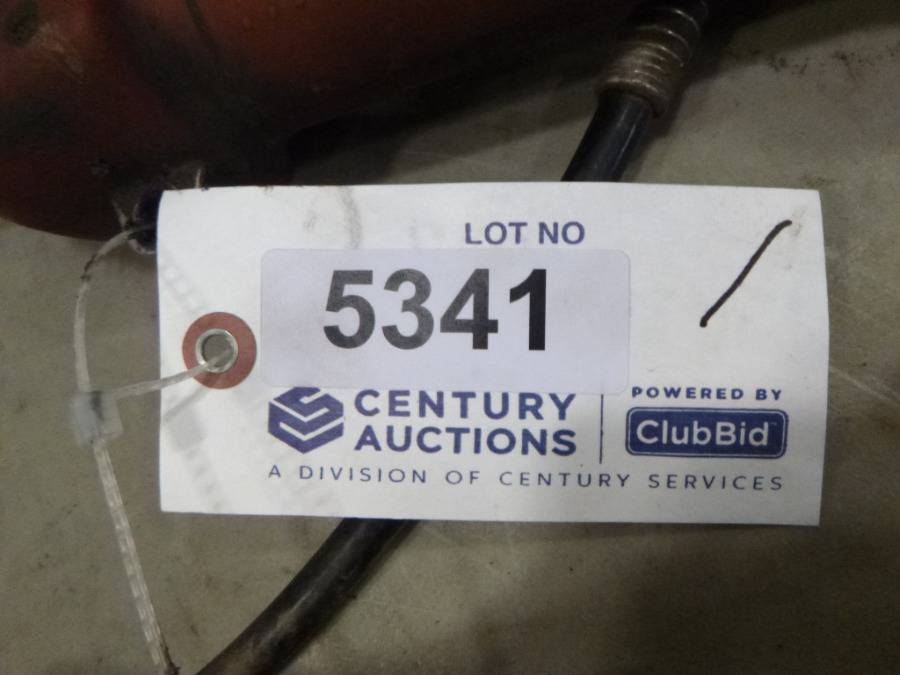 LOT NO
5341
CENTURY
AUCTIONS
POWERED BY
ClubBid
A DIVISION OF CENTURY SERVICES